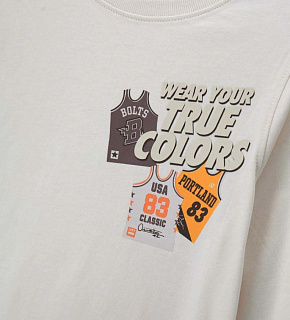 WEAR YOUR
TRUE
COLORS
BOLTS
B
USA
83
CLASSIC
PORTLAND
83